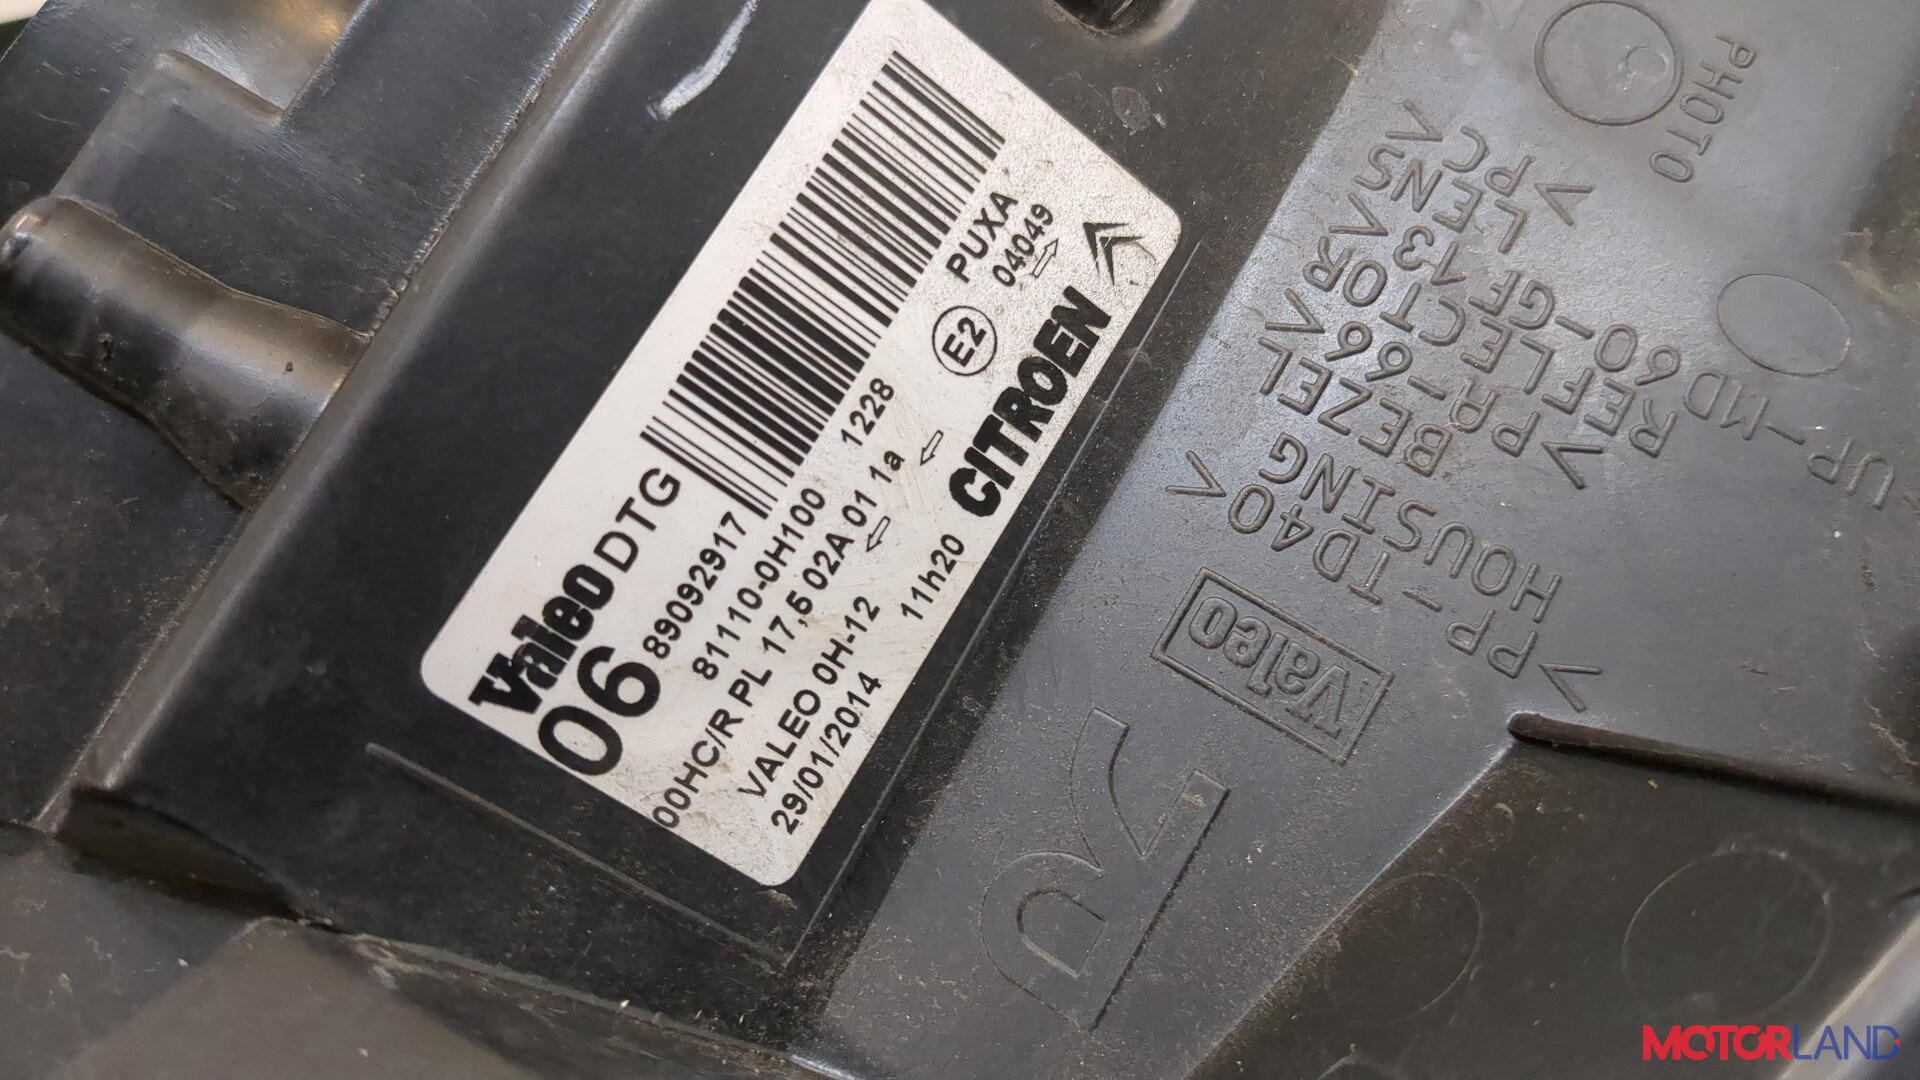 Valeo DTG
06 89092917
81110-0H100 1228
00HC/R PL 17,5 02A 01 1a
VALEO 0H-12
29/01/2014 11h20
PUXA
E2 04049
CITROEN
PHOTO
LENS
>PC<
REFLECTOR
UP-MD60-GF13<
BEZEL
>PA-66<
HOUSING
>PP-TD40<
Valeo
MOTORLAND